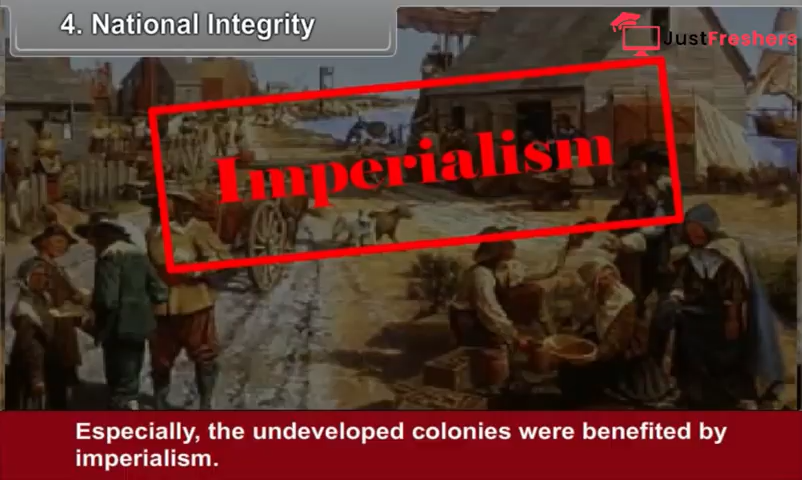 4. National Integrity
JustFreshers
Imperialism
Especially, the undeveloped colonies were benefited by
imperialism.